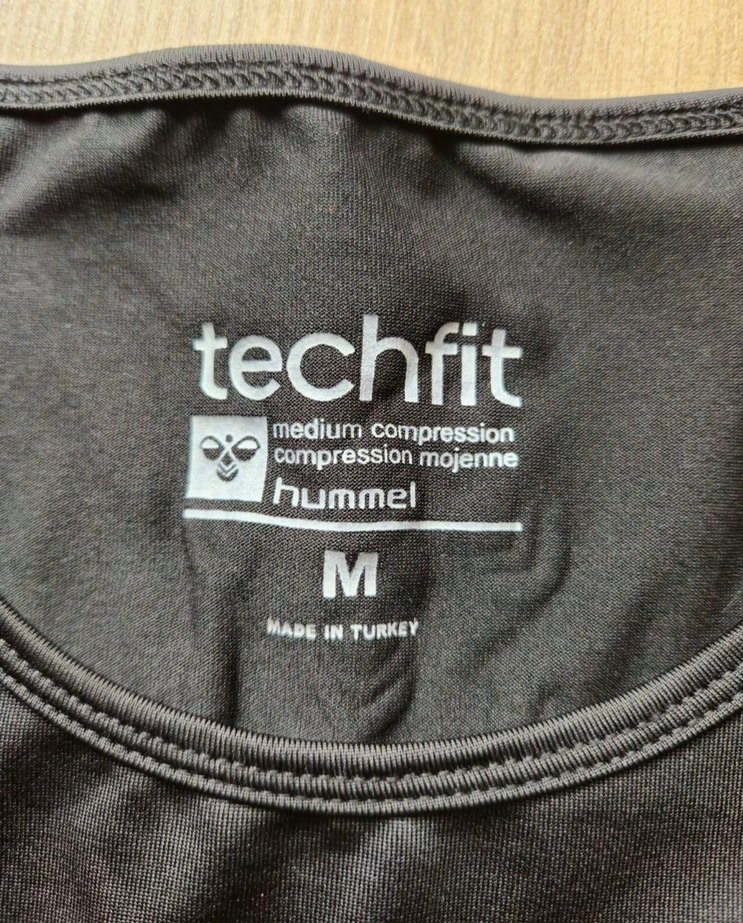 techfit
medium compression
compression mojenne
hummel
M
MADE IN TURKEY